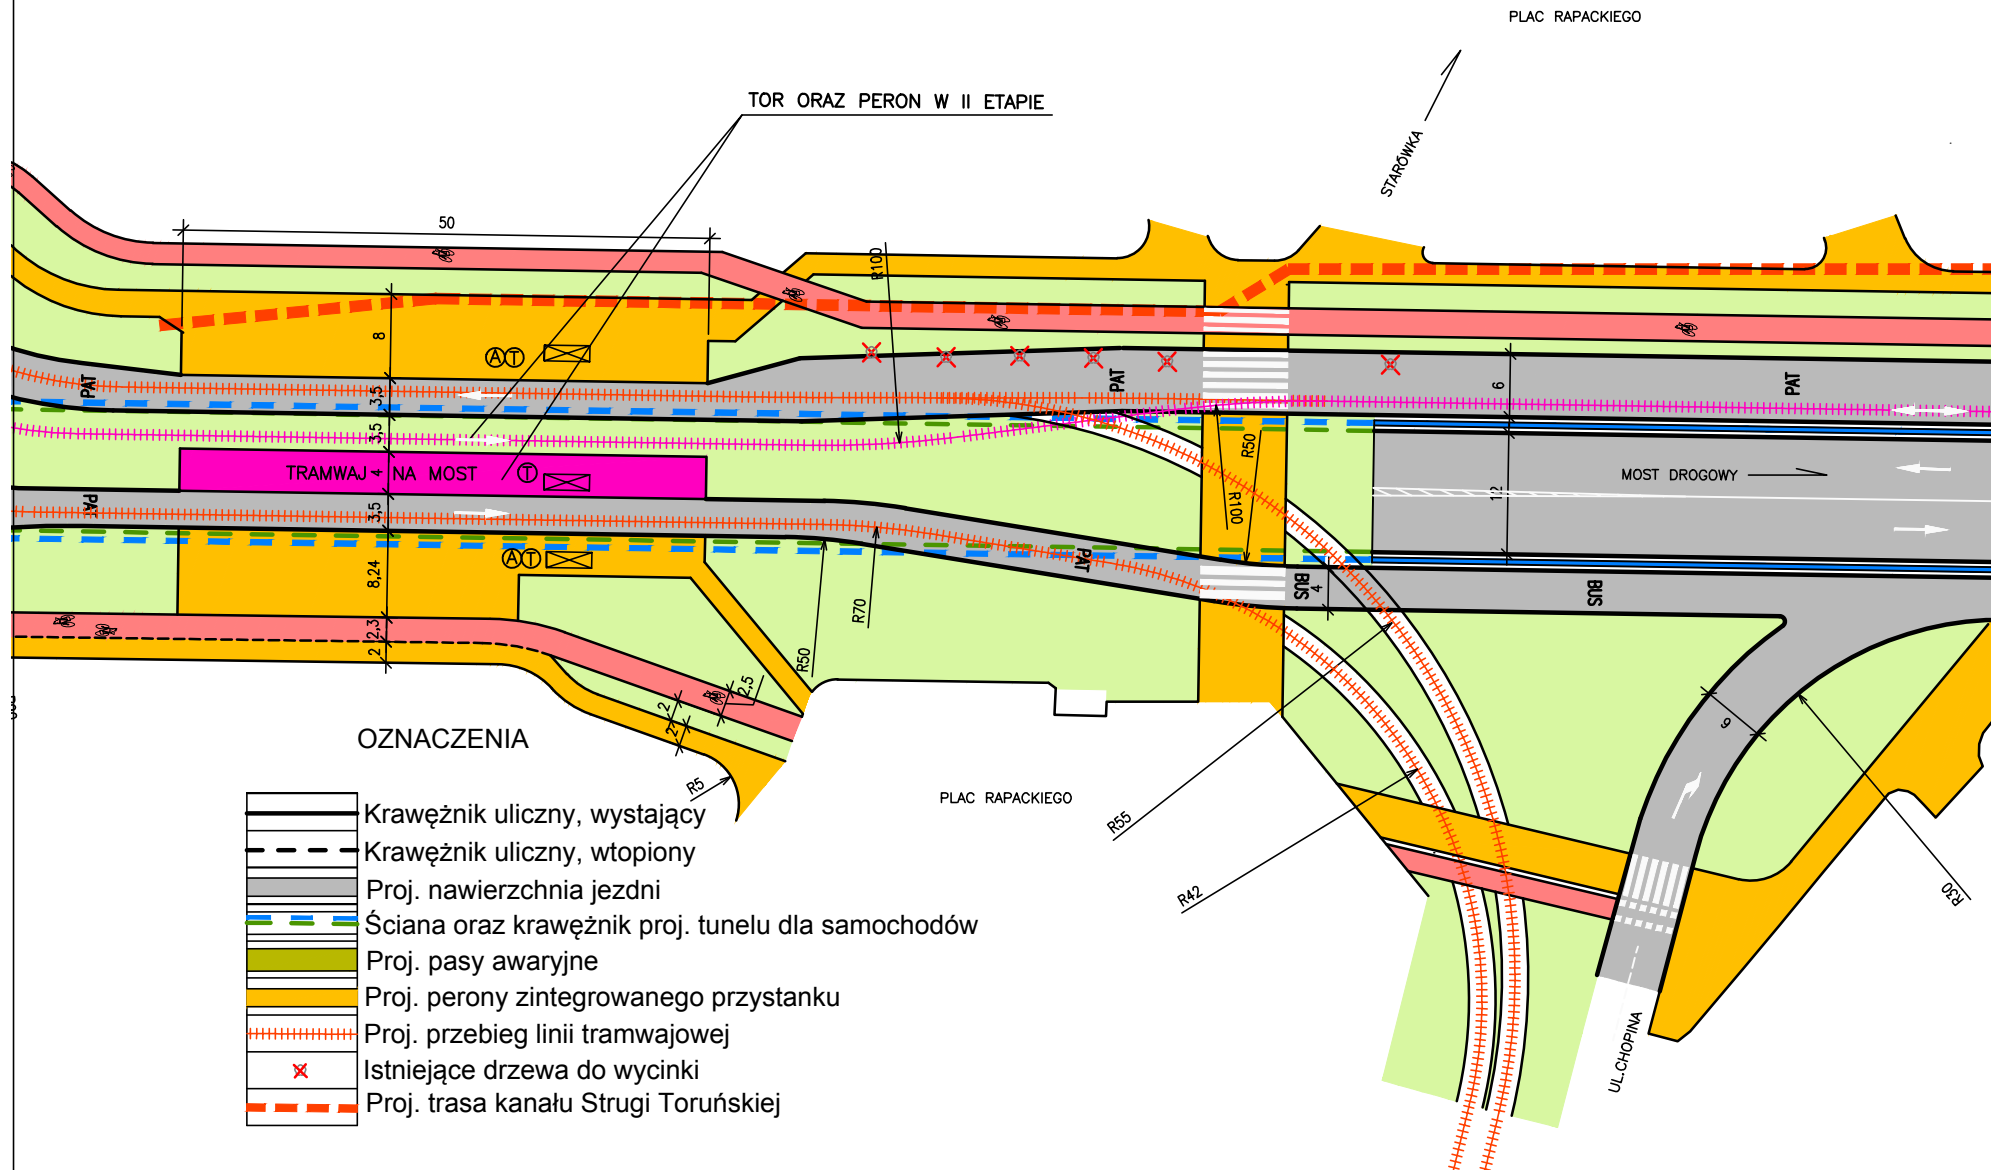 PLAC RAPACKIEGO
TOR ORAZ PERON W II ETAPIE
STARÓWKA
50
R100
8
A T
PAT
3,5
PAT
6
PAT
3,5
R50
TRAMWAJ 4 NA MOST T
MOST DROGOWY
12
R100
PAT
3,5
A T
PAT
8,24
BUS
4
BUS
R70
2,3
2
R50
2,5
2
2
6
R5
OZNACZENIA
PLAC RAPACKIEGO
R55
R42
R30
Krawężnik uliczny, wystający
Krawężnik uliczny, wtopiony
Proj. nawierzchnia jezdni
Ściana oraz krawężnik proj. tunelu dla samochodów
Proj. pasy awaryjne
Proj. perony zintegrowanego przystanku
Proj. przebieg linii tramwajowej
Istniejące drzewa do wycinki
Proj. trasa kanału Strugi Toruńskiej
UL.CHOPINA